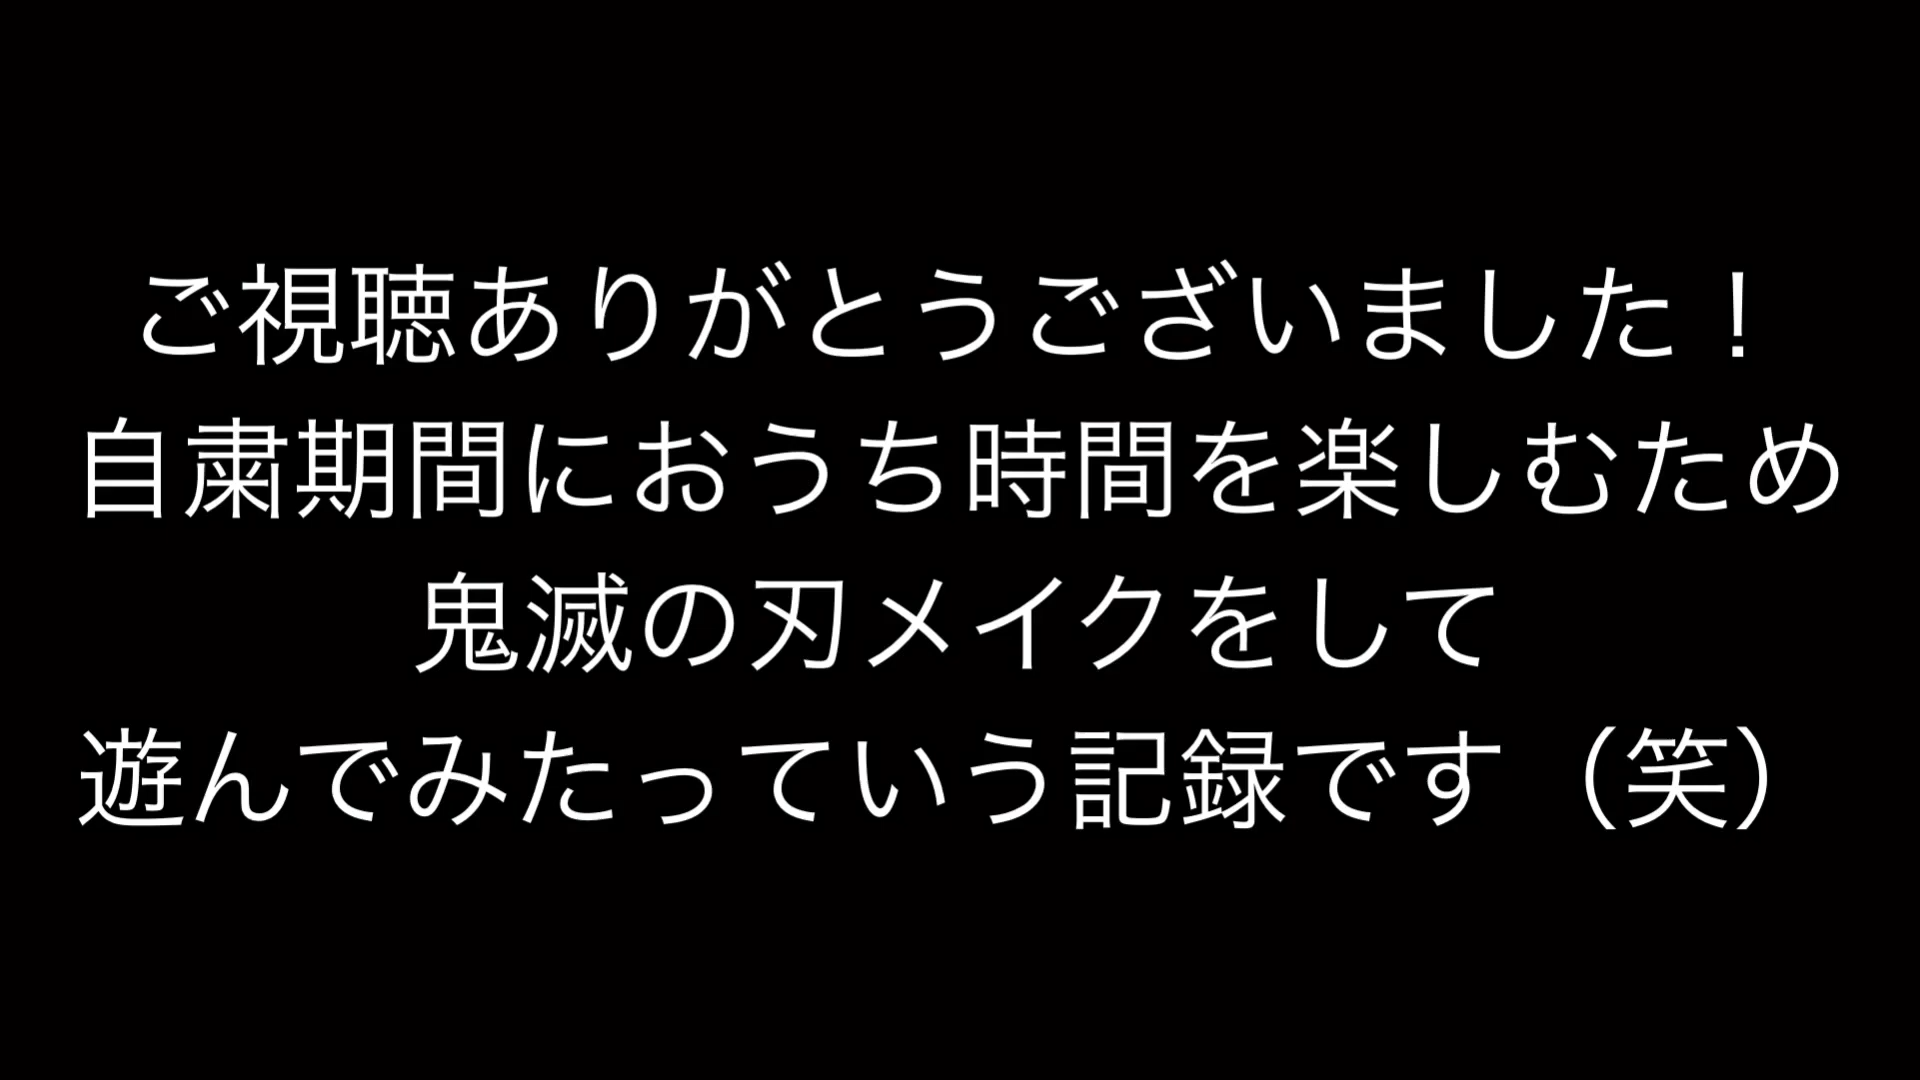 ご視聴ありがとうございました！
自粛期間におうち時間を楽しむため
鬼滅の刃メイクをして
遊んでみたっていう記録です（笑）